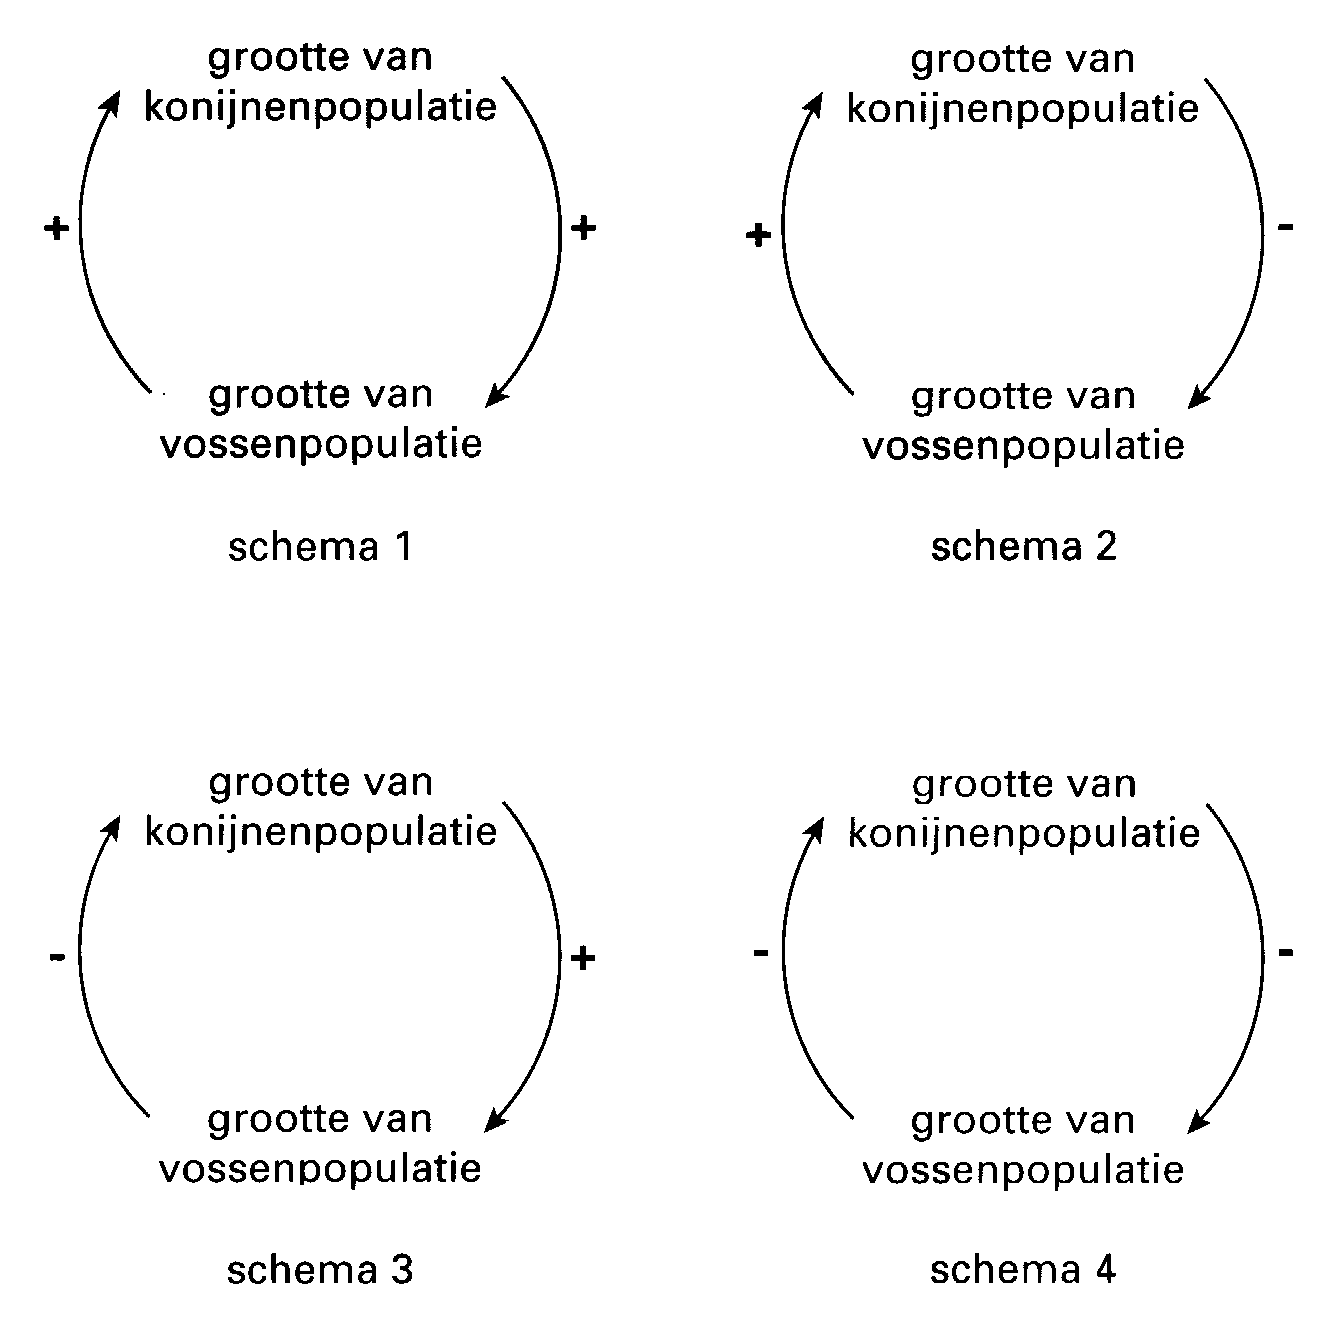 grootte van
konijnenpopulatie
+
+
grootte van
vossenpopulatie
schema 1
grootte van
konijnenpopulatie
+
-
grootte van
vossenpopulatie
schema 2
grootte van
konijnenpopulatie
-
+
grootte van
vossenpopulatie
schema 3
grootte van
konijnenpopulatie
-
-
grootte van
vossenpopulatie
schema 4